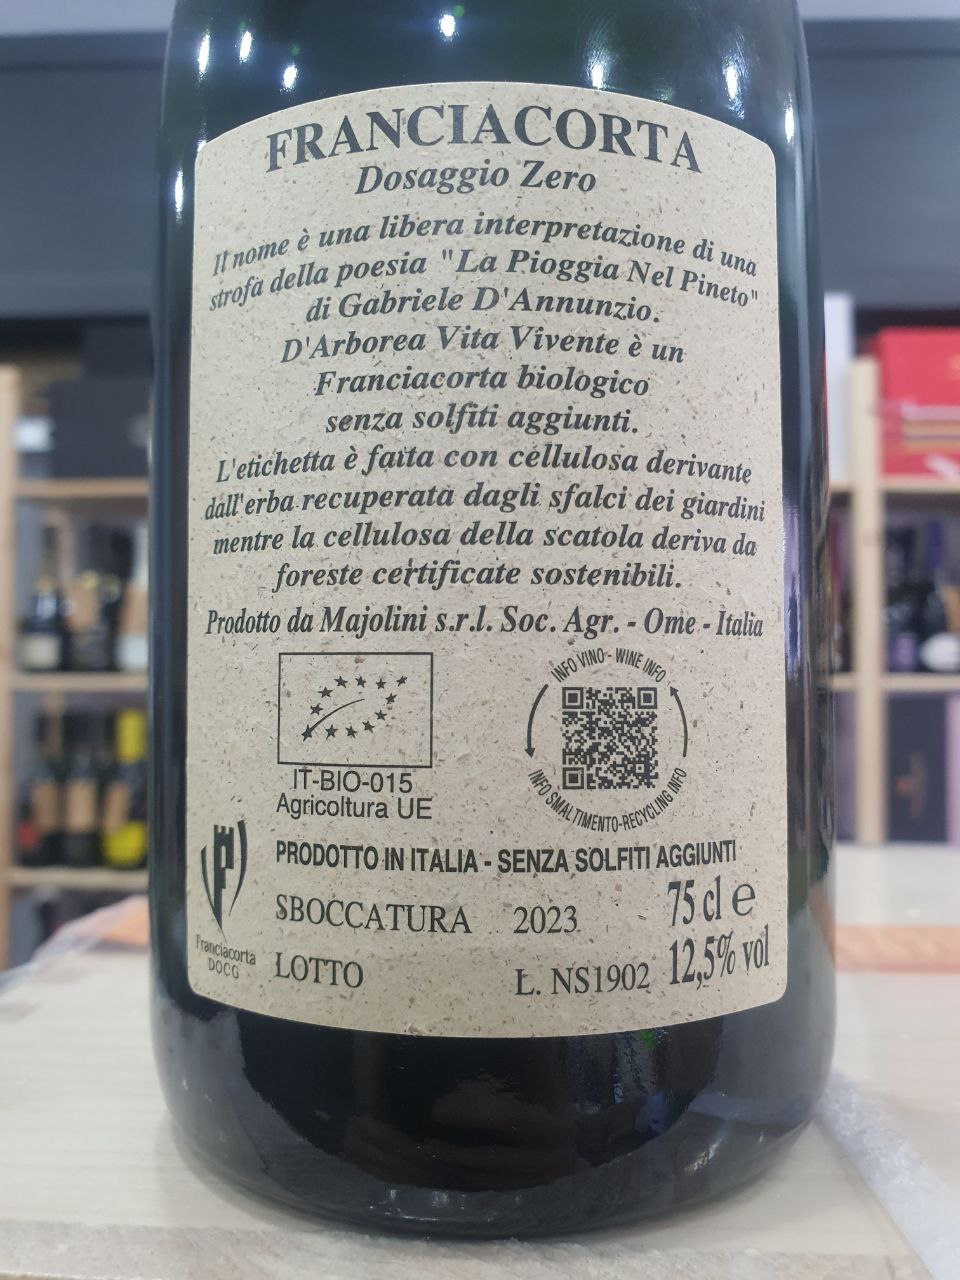 FRANCIACORTA
Dosaggio Zero
Il nome è una libera interpretazione di una
strofa della poesia "La Pioggia Nel Pineto"
di Gabriele D'Annunzio.
D'Arborea Vita Vivente è un
Franciacorta biologico
senza solfiti aggiunti.
L'etichetta è fatta con cellulosa derivante
dall'erba recuperata dagli sfalci dei giardini
mentre la cellulosa della scatola deriva da
foreste certificate sostenibili.
Prodotto da Majolini s.r.l. Soc. Agr. - Ome - Italia
INFO VINO - WINE INFO
INFO SMALTIMENTO-RECYCLING INFO
IT-BIO-015
Agricoltura UE
PRODOTTO IN ITALIA - SENZA SOLFITI AGGIUNTI
SBOCCATURA 2023 75 cl e
Franciacorta
DOCG
LOTTO L. NS1902 12,5% vol